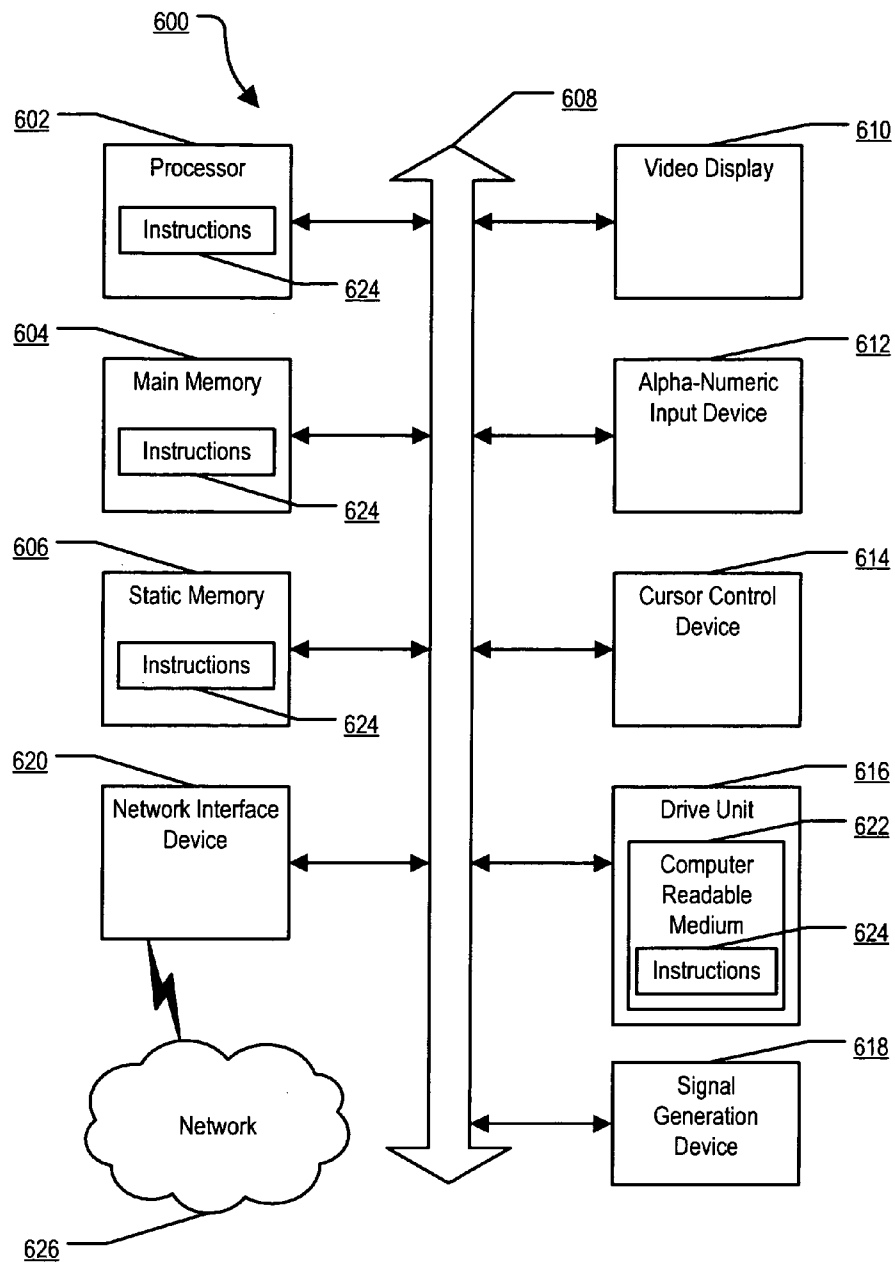 600
608
602
610
Processor
Instructions
624
Video Display
604
612
Main Memory
Instructions
624
Alpha-Numeric
Input Device
606
614
Static Memory
Instructions
624
Cursor Control
Device
620
616
Network Interface
Device
Drive Unit
622
Computer
Readable
Medium
624
Instructions
618
Signal
Generation
Device
Network
626